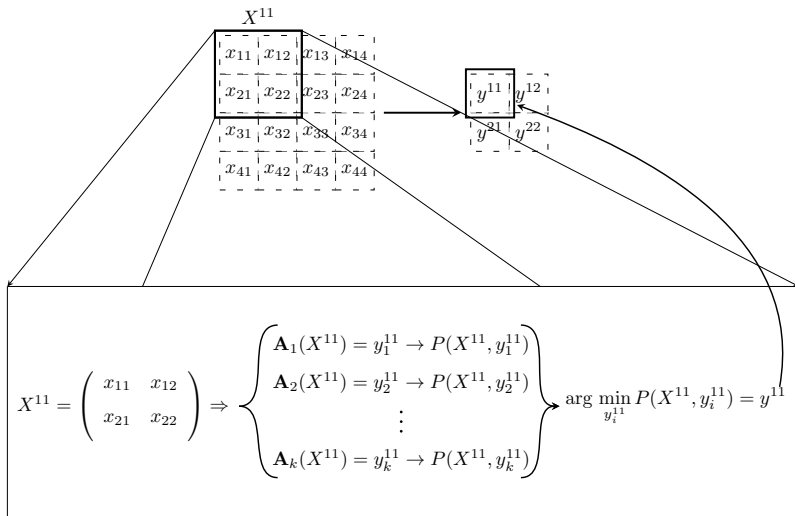 X^{11}
x_{11} x_{12} x_{13} x_{14}
x_{21} x_{22} x_{23} x_{24}
x_{31} x_{32} x_{33} x_{34}
x_{41} x_{42} x_{43} x_{44}
y^{11} y^{12}
y^{21} y^{22}
X^{11} = ( x_{11} x_{12}
x_{21} x_{22} ) ⇒
A_1(X^{11}) = y_1^{11} → P(X^{11}, y_1^{11})
A_2(X^{11}) = y_2^{11} → P(X^{11}, y_2^{11})
⋮
A_k(X^{11}) = y_k^{11} → P(X^{11}, y_k^{11})
arg min_{y_i^{11}} P(X^{11}, y_i^{11}) = y^{11}